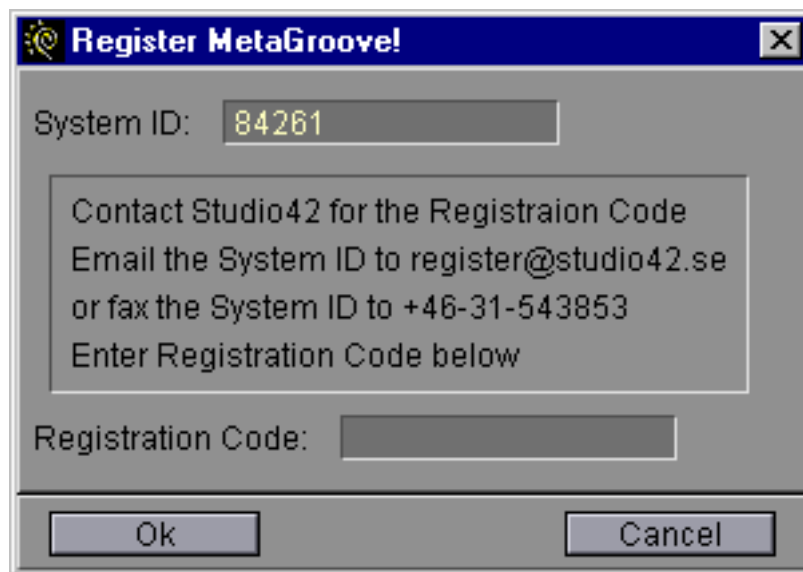 Register MetaGroove!
System ID: 84261
Contact Studio42 for the Registraion Code
Email the System ID to register@studio42.se
or fax the System ID to +46-31-543853
Enter Registration Code below
Registration Code:
Ok Cancel